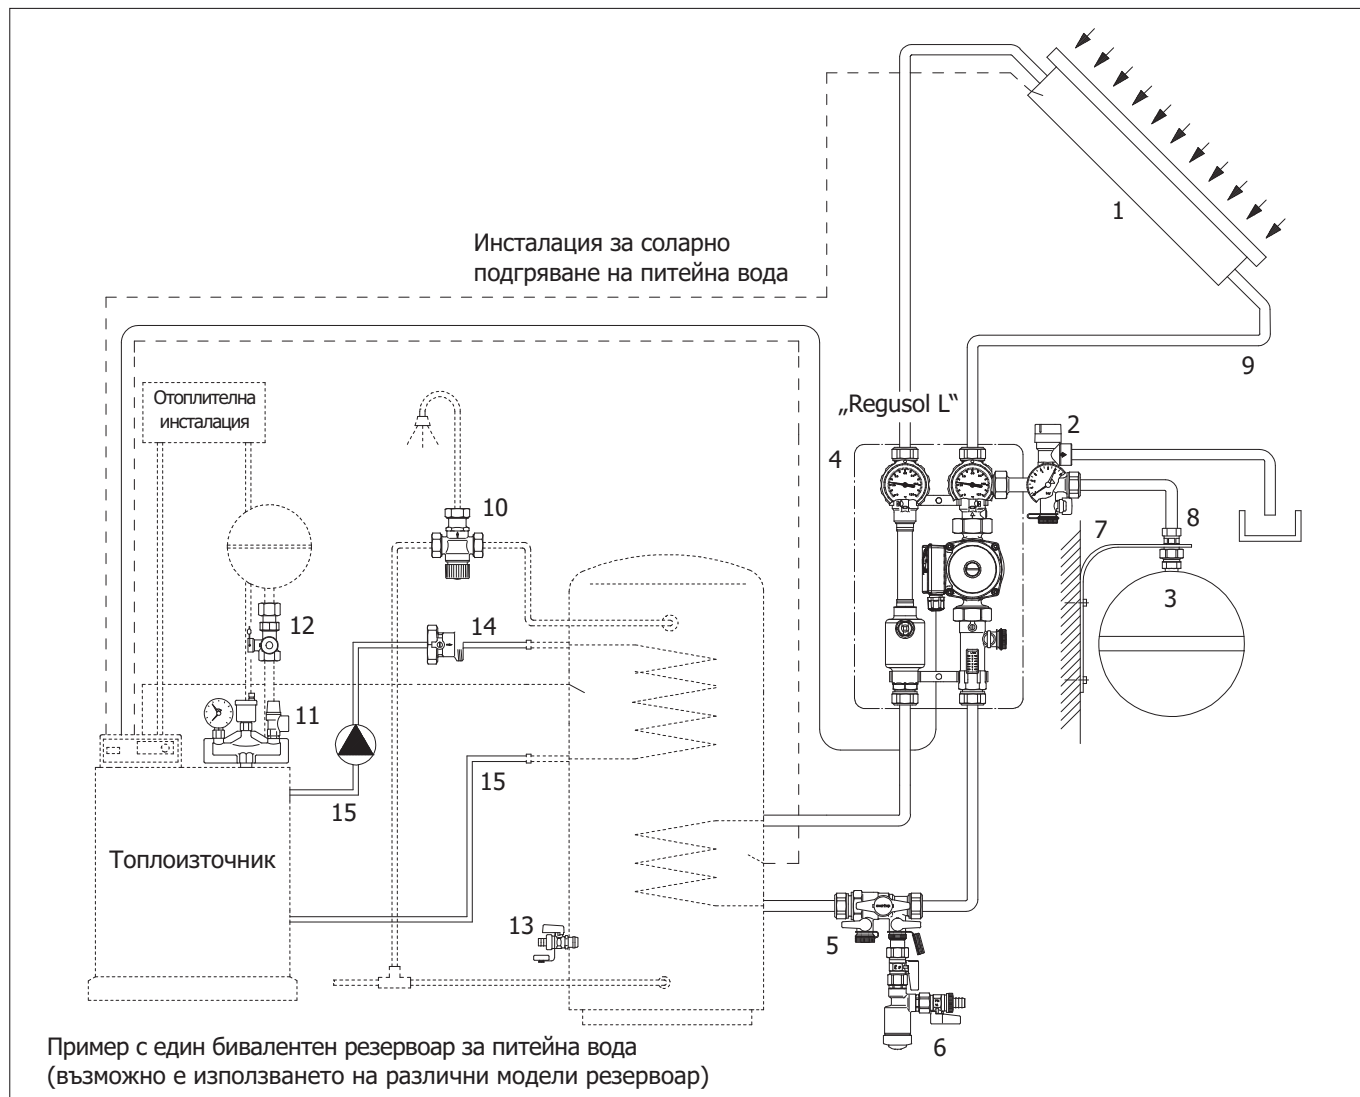 1
Инсталация за соларно
подгряване на питейна вода
9
Отоплителна
инсталация
„Regusol L“
2
4
10
8
7
3
12
14
11
15
15
Топлоизточник
13
5
6
Пример с един бивалентен резервоар за питейна вода
(възможно е използването на различни модели резервоар)